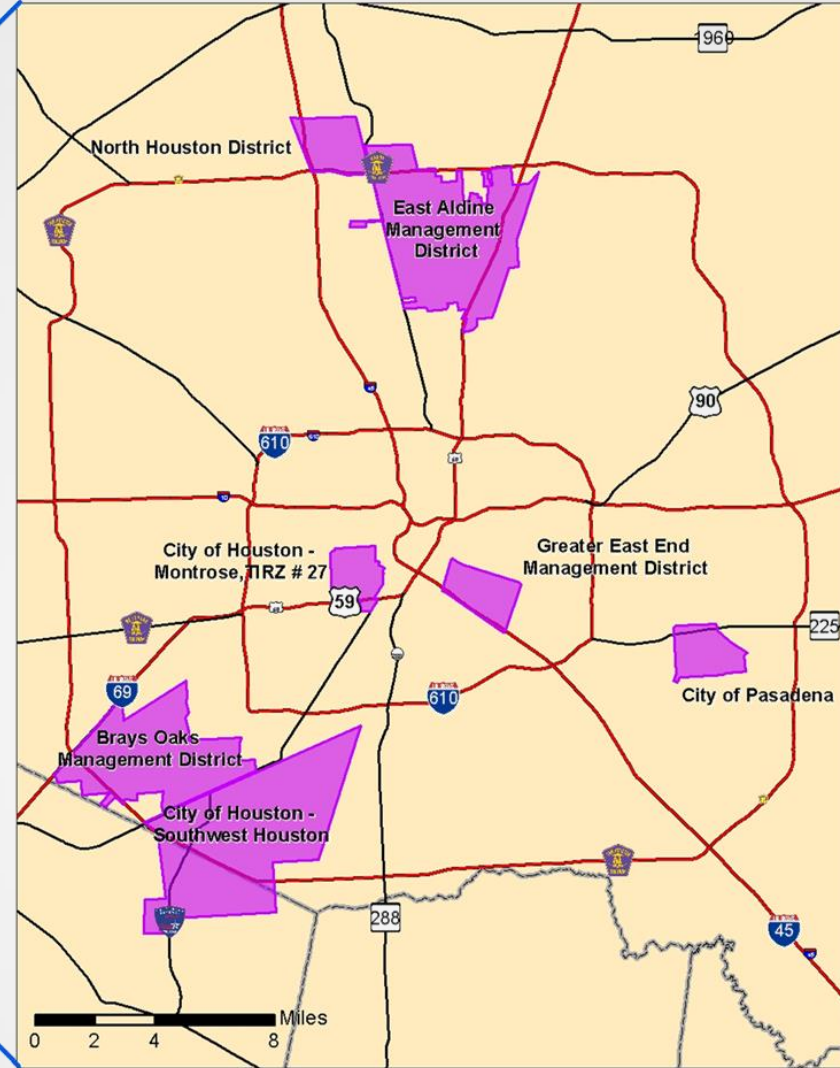 1960
North Houston District
East Aldine
Management
District
90
610
City of Houston -
Montrose, TIRZ # 27
Greater East End
Management District
59
225
69
610
City of Pasadena
Brays Oaks
Management District
City of Houston -
Southwest Houston
288
45
Miles
0 2 4 8